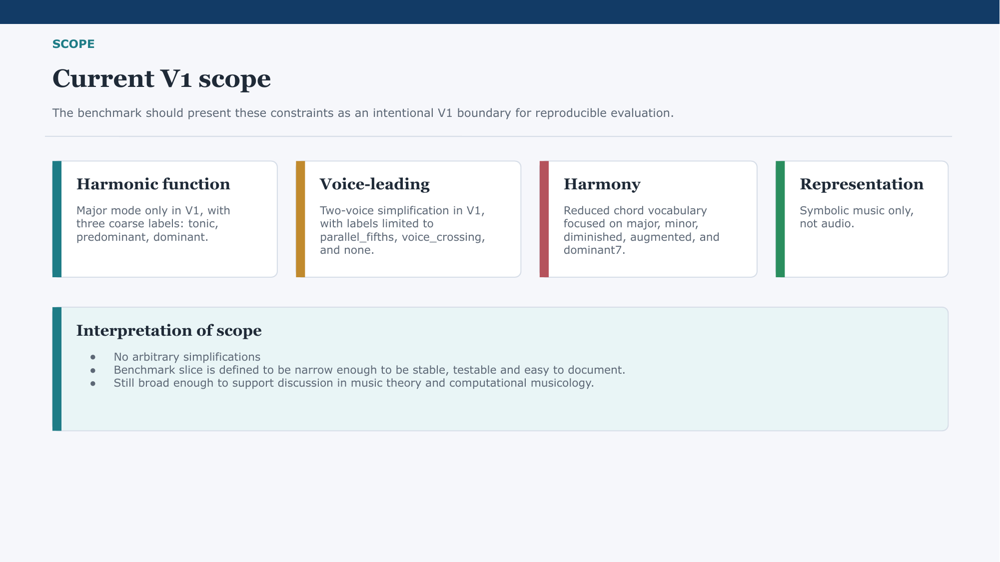 SCOPE
Current V1 scope
The benchmark should present these constraints as an intentional V1 boundary for reproducible evaluation.
Harmonic function
Major mode only in V1, with
three coarse labels: tonic,
predominant, dominant.
Voice-leading
Two-voice simplification in V1,
with labels limited to
parallel_fifths, voice_crossing,
and none.
Harmony
Reduced chord vocabulary
focused on major, minor,
diminished, augmented, and
dominant7.
Representation
Symbolic music only,
not audio.
Interpretation of scope
● No arbitrary simplifications
● Benchmark slice is defined to be narrow enough to be stable, testable and easy to document.
● Still broad enough to support discussion in music theory and computational musicology.